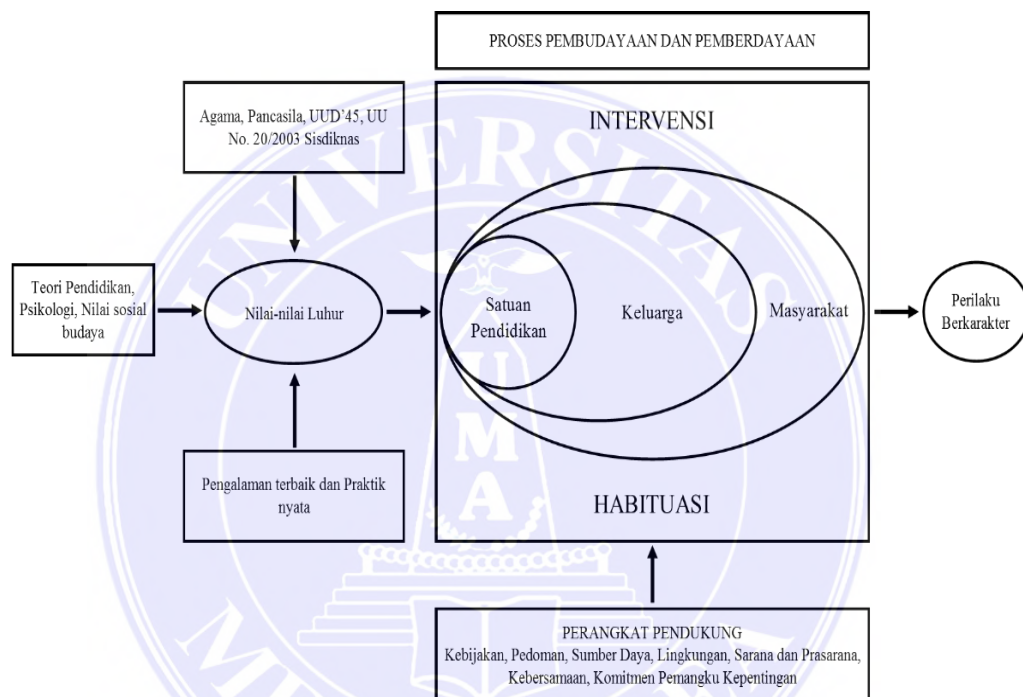 PROSES PEMBUDAYAAN DAN PEMBERDAYAAN
Agama, Pancasila, UUD'45, UU
No. 20/2003 Sisdiknas
Teori Pendidikan,
Psikologi, Nilai sosial
budaya
Nilai-nilai Luhur
Pengalaman terbaik dan Praktik
nyata
INTERVENSI
Satuan
Pendidikan
Keluarga
Masyarakat
HABITUASI
Perilaku
Berkarakter
PERANGKAT PENDUKUNG
Kebijakan, Pedoman, Sumber Daya, Lingkungan, Sarana dan Prasarana,
Kebersamaan, Komitmen Pemangku Kepentingan
UNIVERSITAS
UMA